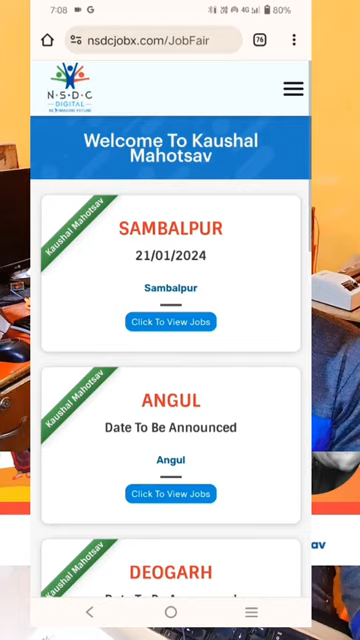 7:08
4G
80%
nsdcjobx.com/JobFair
76
N·S·D·C
DIGITAL
Welcome To Kaushal
Mahotsav
Kaushal Mahotsav
SAMBALPUR
21/01/2024
Sambalpur
Click To View Jobs
Kaushal Mahotsav
ANGUL
Date To Be Announced
Angul
Click To View Jobs
av
Kaushal Mahotsav
DEOGARH